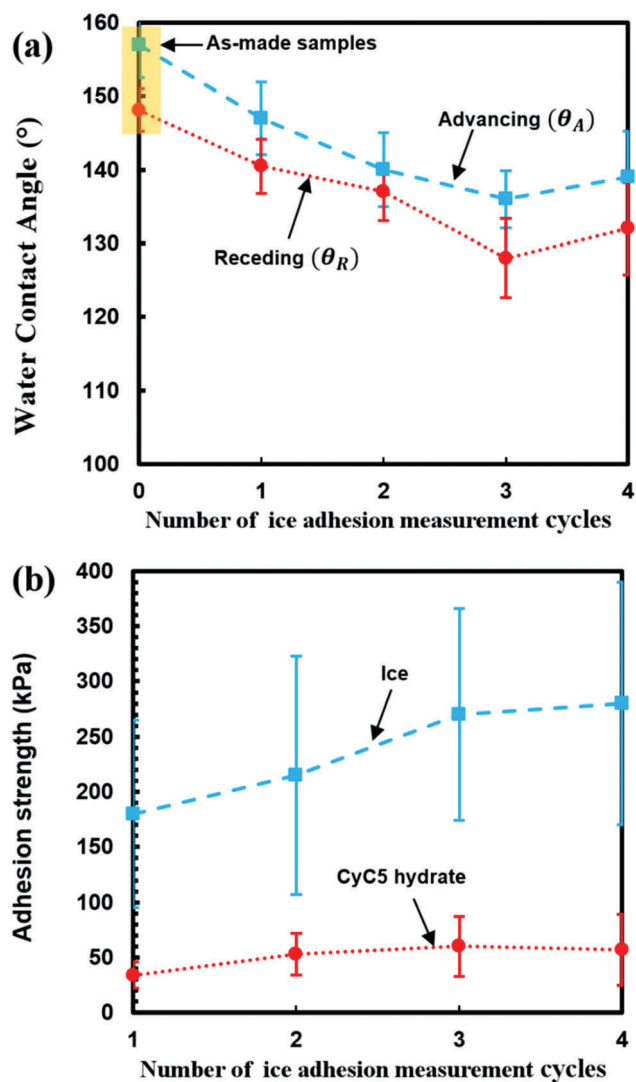 (a)
160
150
140
130
120
110
100
Water Contact Angle (°)
As-made samples
Advancing (θ_A)
Receding (θ_R)
0 1 2 3 4
Number of ice adhesion measurement cycles
(b)
400
350
300
250
200
150
100
50
0
Adhesion strength (kPa)
Ice
CyC5 hydrate
1 2 3 4
Number of ice adhesion measurement cycles